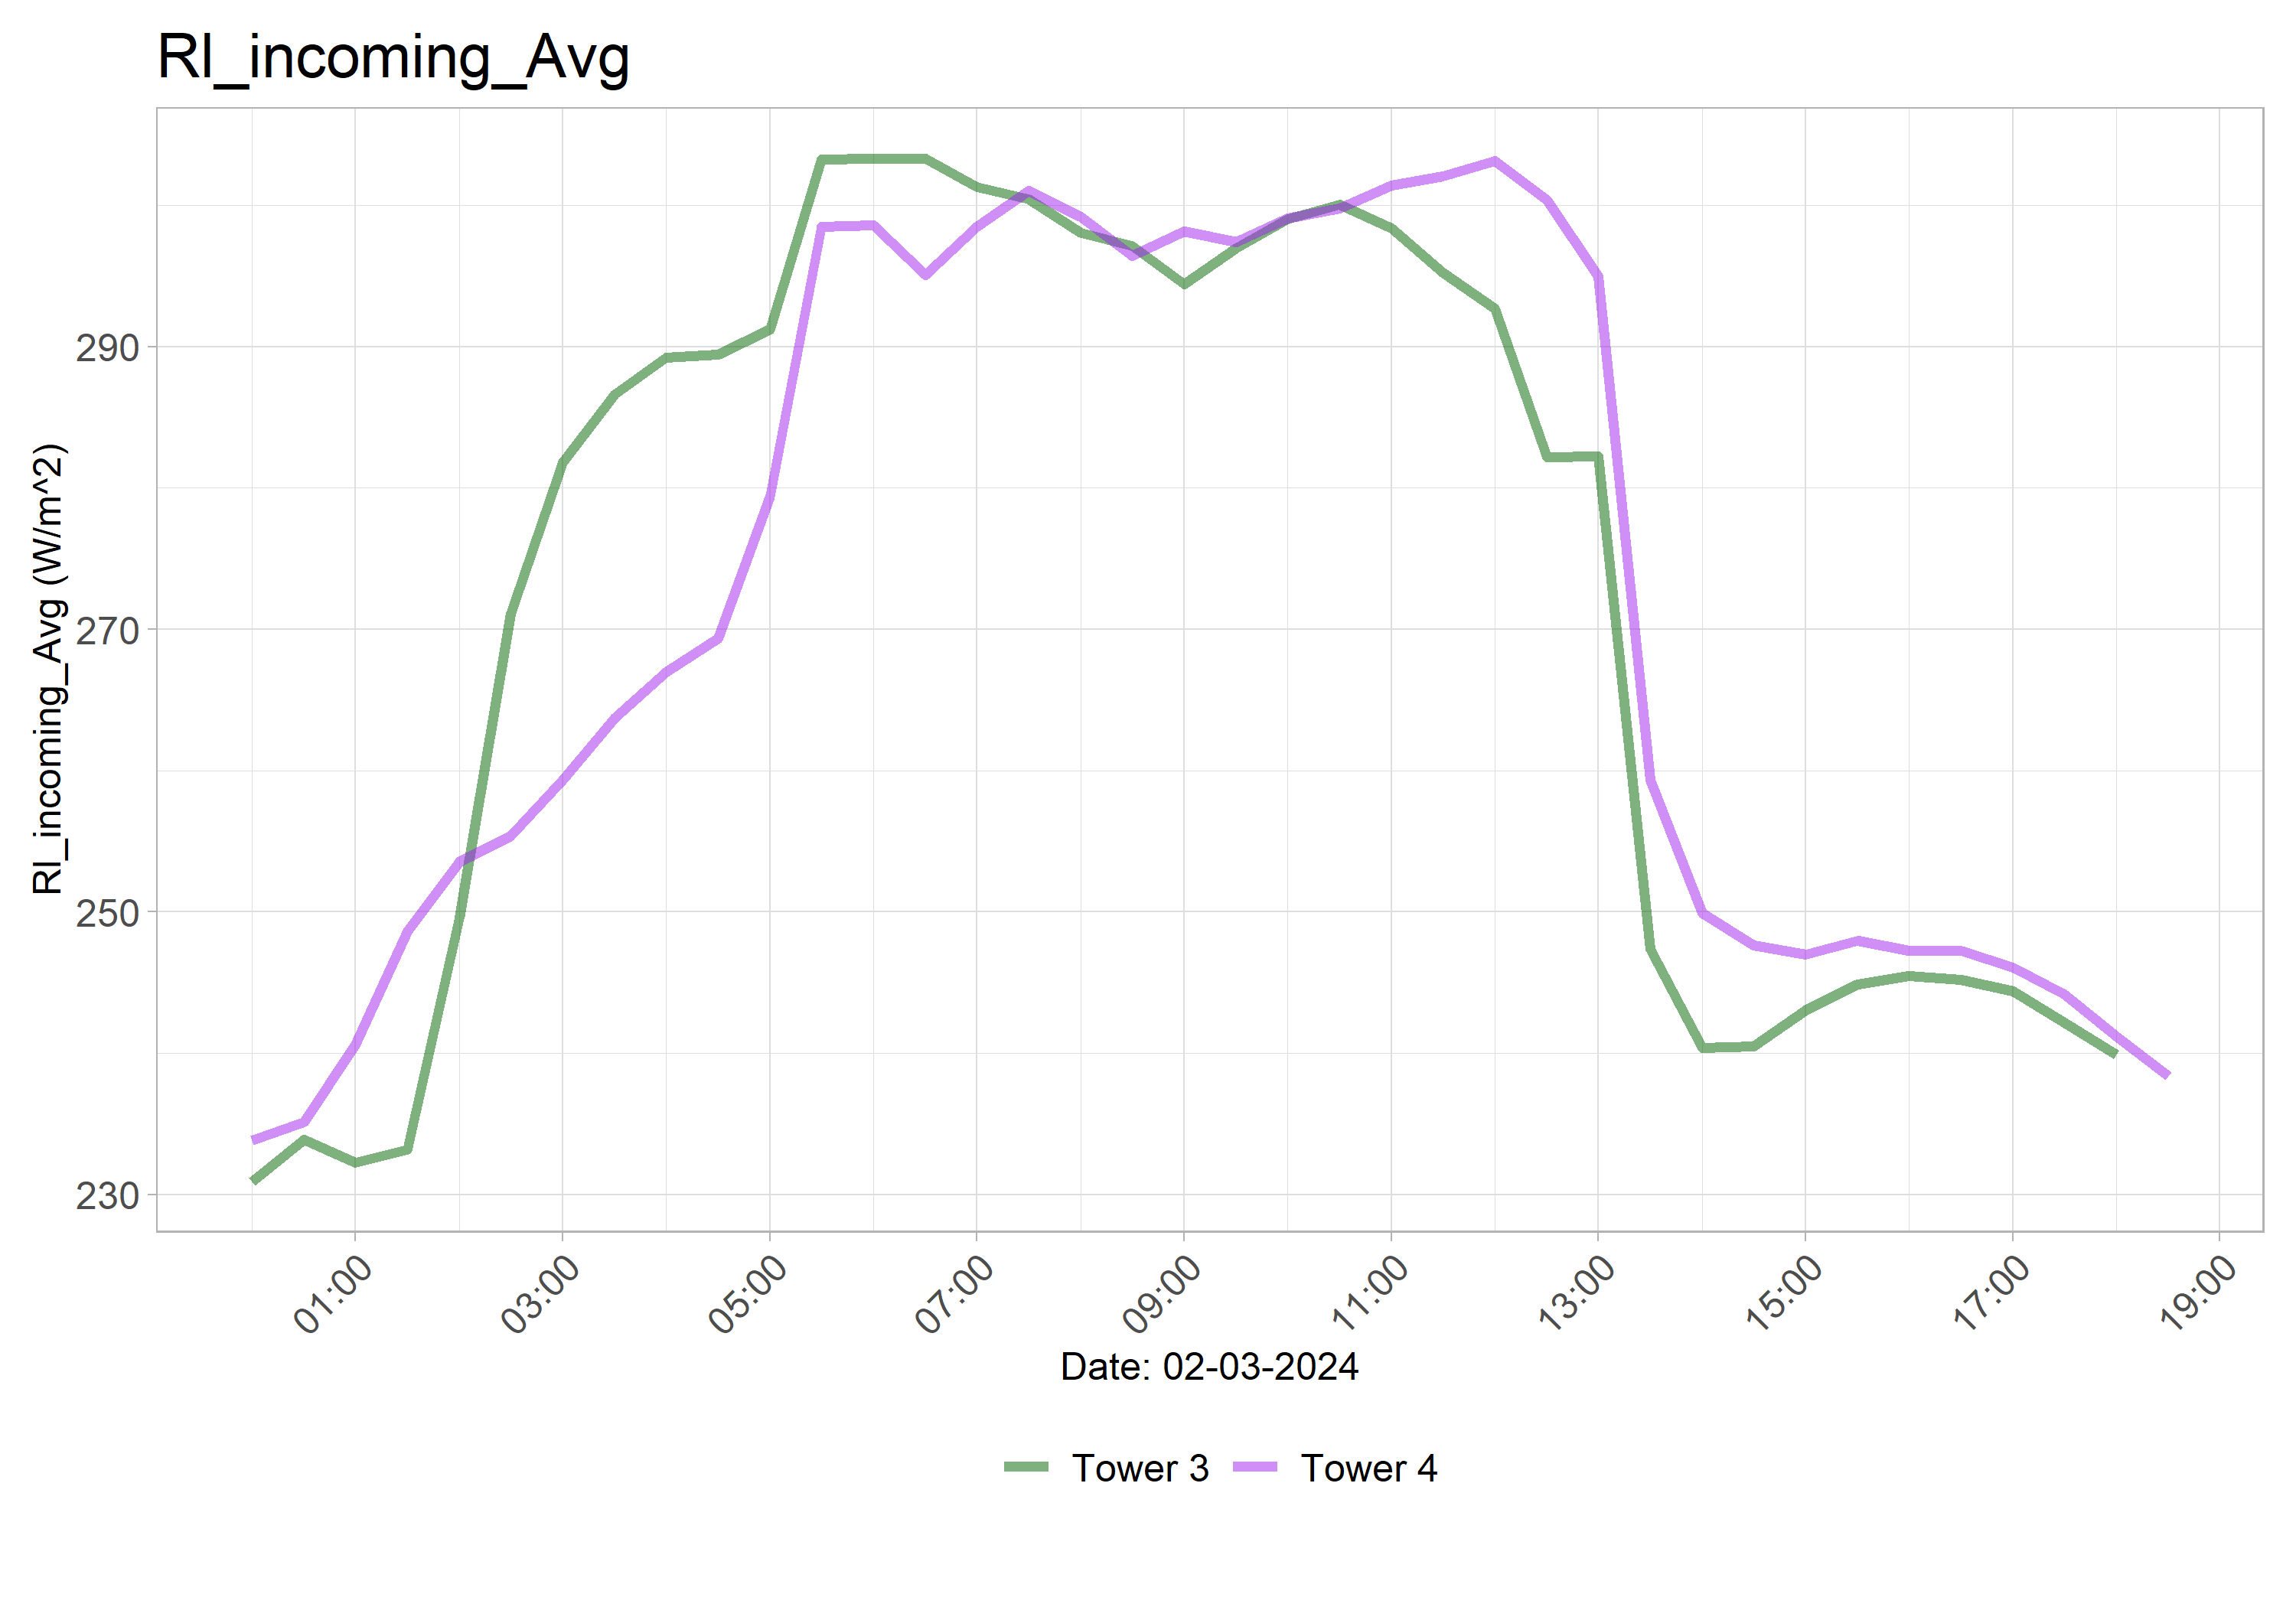 Rl_incoming_Avg
Rl_incoming_Avg (W/m^2)
290
270
250
230
01:00 03:00 05:00 07:00 09:00 11:00 13:00 15:00 17:00 19:00
Date: 02-03-2024
Tower 3 Tower 4